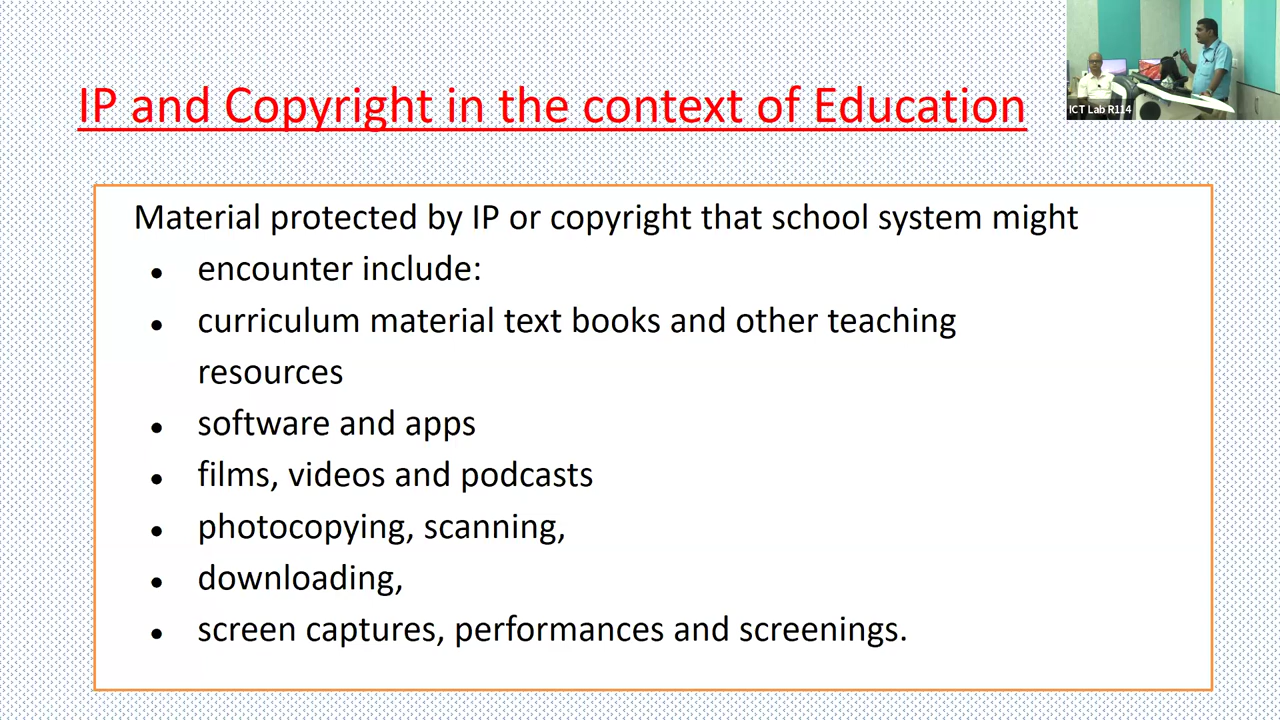 IP and Copyright in the context of Education
ICT Lab R114
Material protected by IP or copyright that school system might
• encounter include:
• curriculum material text books and other teaching
resources
• software and apps
• films, videos and podcasts
• photocopying, scanning,
• downloading,
• screen captures, performances and screenings.